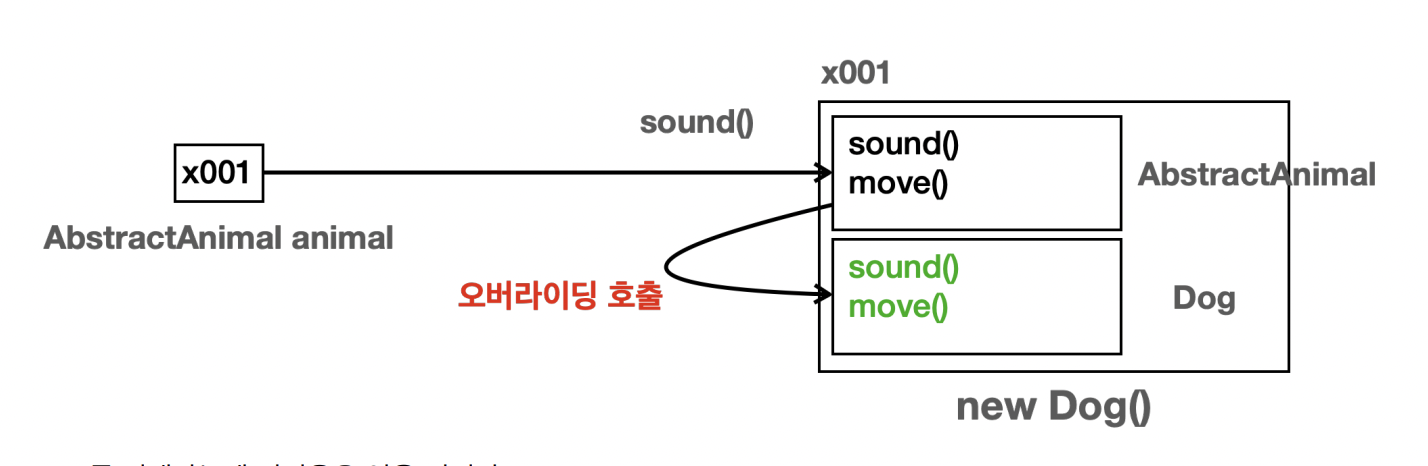 x001
sound()
sound()
move()
x001
AbstractAnimal
AbstractAnimal animal
오버라이딩 호출
sound()
move()
Dog
new Dog()